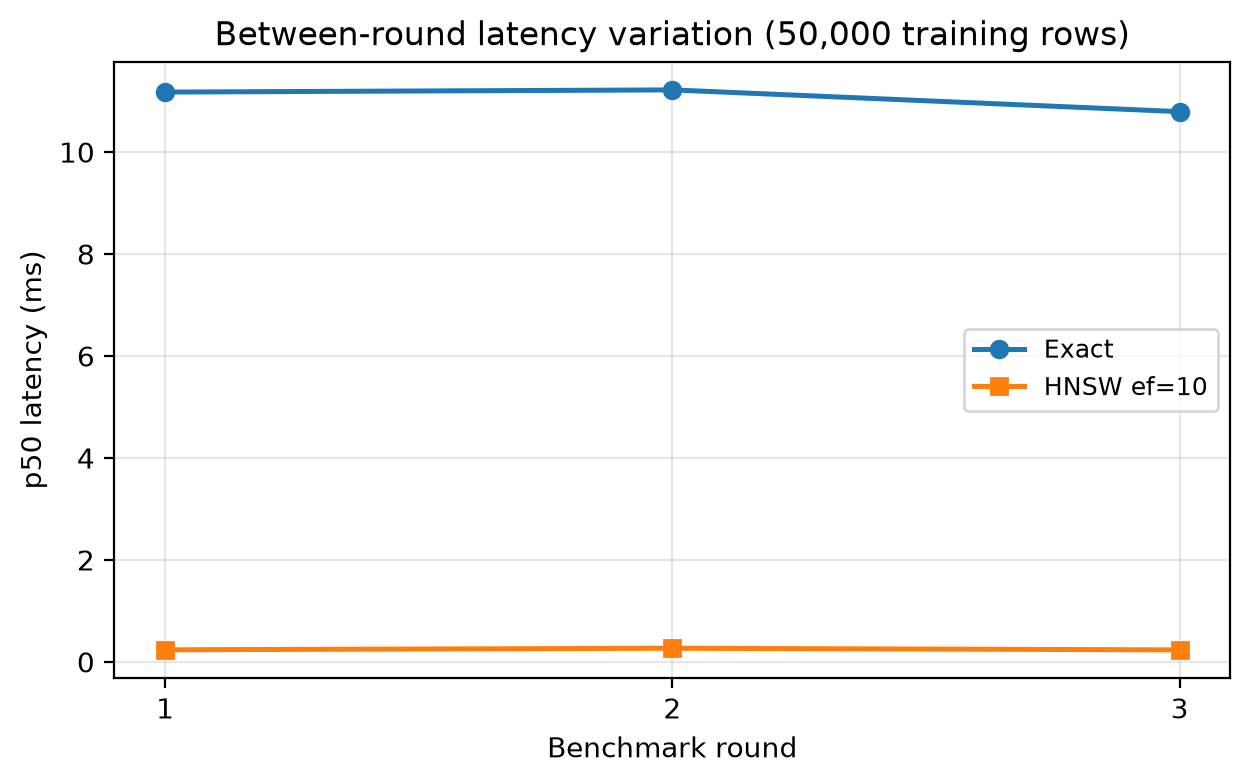 Between-round latency variation (50,000 training rows)
p50 latency (ms)
10
8
6
4
2
0
Exact
HNSW ef=10
1
2
3
Benchmark round